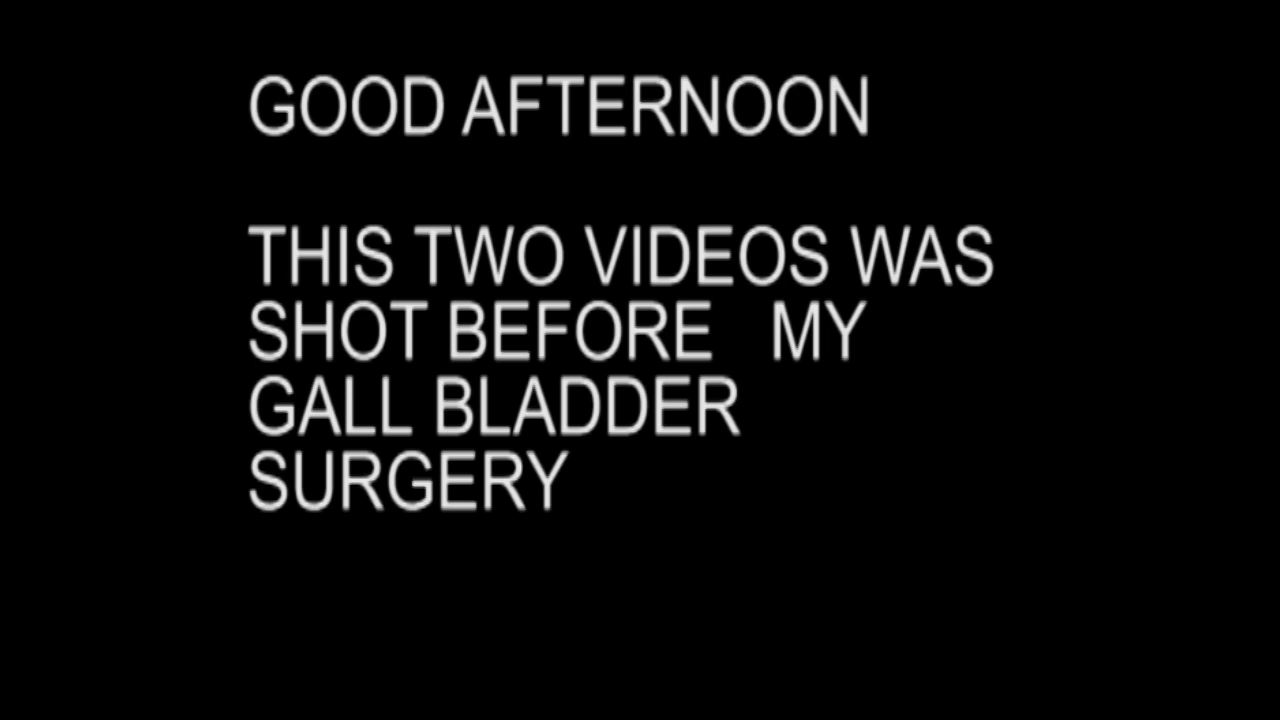 GOOD AFTERNOON
THIS TWO VIDEOS WAS
SHOT BEFORE   MY
GALL BLADDER
SURGERY